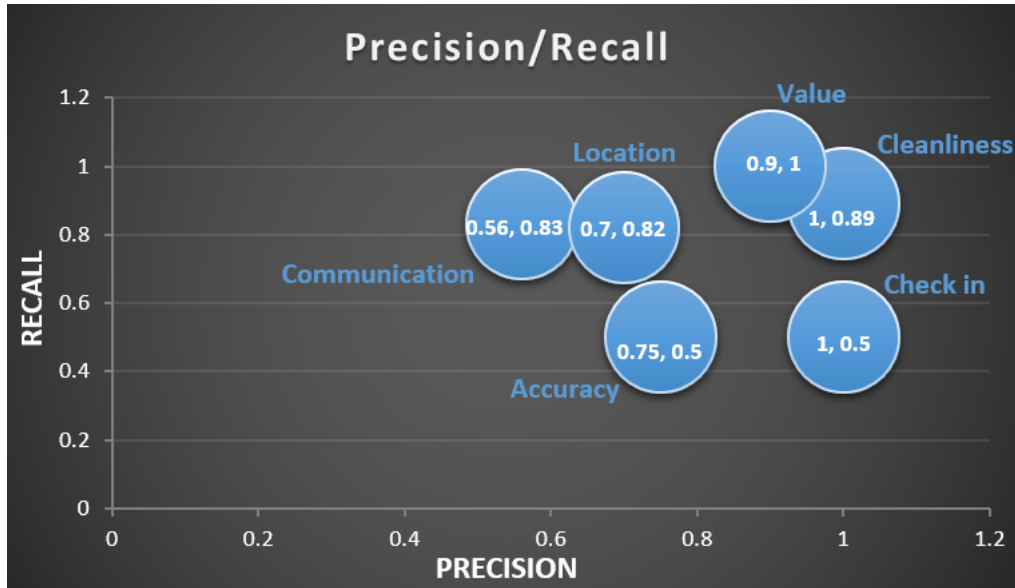 Precision/Recall
RECALL
1.2
1
0.8
0.6
0.4
0.2
0
Value
Cleanliness
Location
0.9, 1
1, 0.89
0.56, 0.83
0.7, 0.82
Communication
Check in
0.75, 0.5
1, 0.5
Accuracy
0
0.2
0.4
0.6
0.8
1
1.2
PRECISION